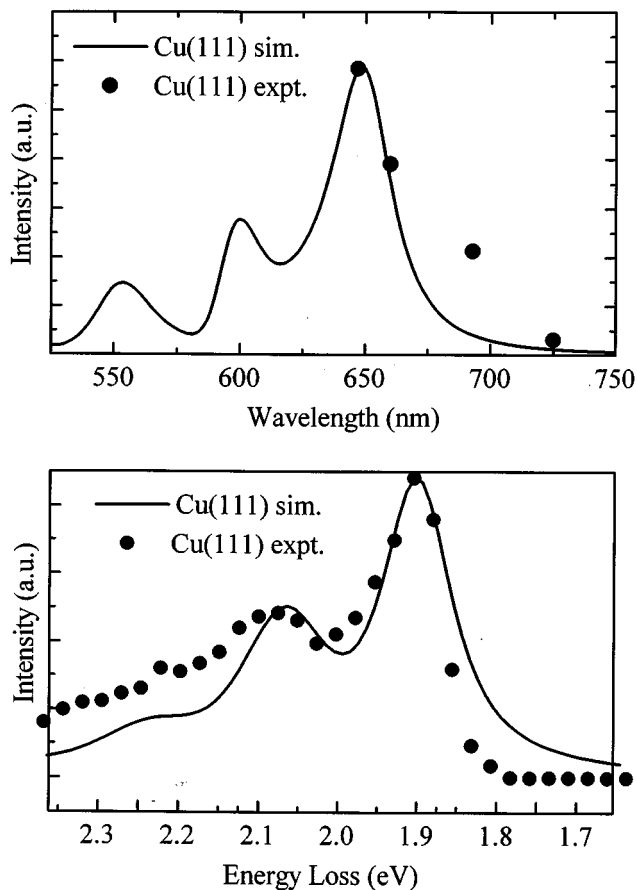 Cu(111) sim.
Cu(111) expt.
Intensity (a.u.)
550 600 650 700 750
Wavelength (nm)
Cu(111) sim.
Cu(111) expt.
Intensity (a.u.)
2.3 2.2 2.1 2.0 1.9 1.8 1.7
Energy Loss (eV)